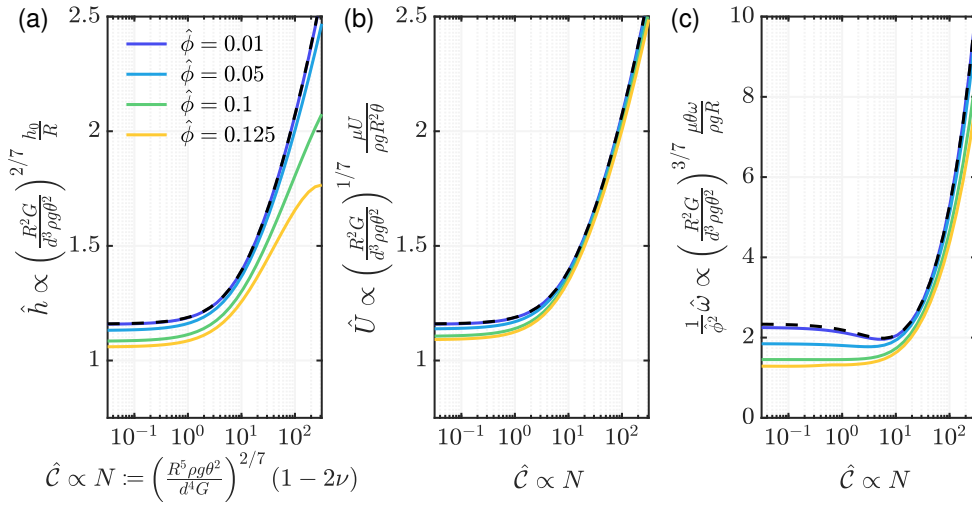 (a)
2.5
2
1.5
1
ϕ̂ = 0.01
ϕ̂ = 0.05
ϕ̂ = 0.1
ϕ̂ = 0.125
ĥ ∝ (R²G / d³ρgθ²)^{2/7} h₀/R
10⁻¹ 10⁰ 10¹ 10²
Ĉ ∝ N ≔ (R⁵ρgθ² / d⁴G)^{2/7} (1 − 2ν)
(b)
2.5
2
1.5
1
Û ∝ (R²G / d³ρgθ²)^{1/7} μU/ρgR²θ
10⁻¹ 10⁰ 10¹ 10²
Ĉ ∝ N
(c)
10
8
6
4
2
0
1/ϕ̂² ω̂ ∝ (R²G / d³ρgθ²)^{3/7} μθω/ρgR
10⁻¹ 10⁰ 10¹ 10²
Ĉ ∝ N